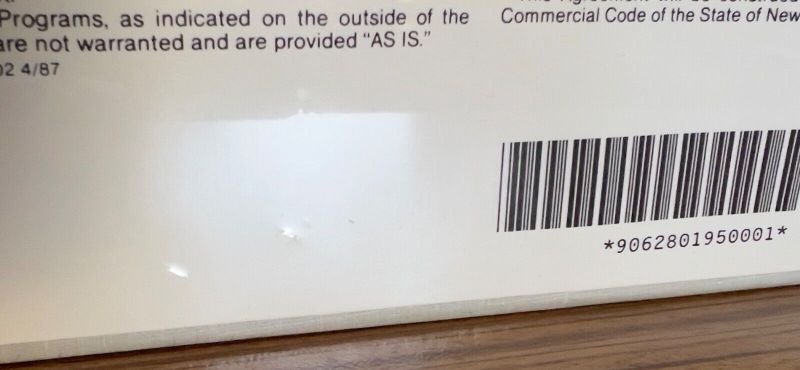 Programs, as indicated on the outside of the
are not warranted and are provided "AS IS."
02 4/87
Commercial Code of the State of New
*9062801950001*